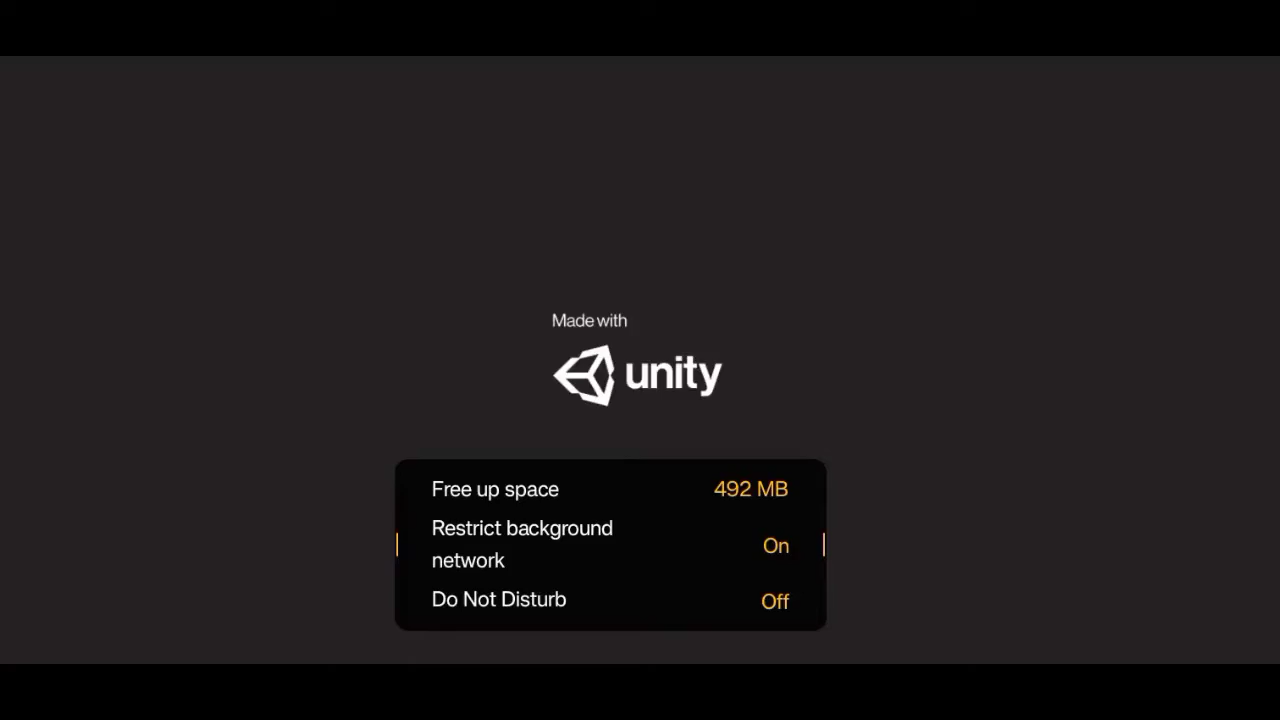 Made with
unity
Free up space 492 MB
Restrict background
network On
Do Not Disturb Off